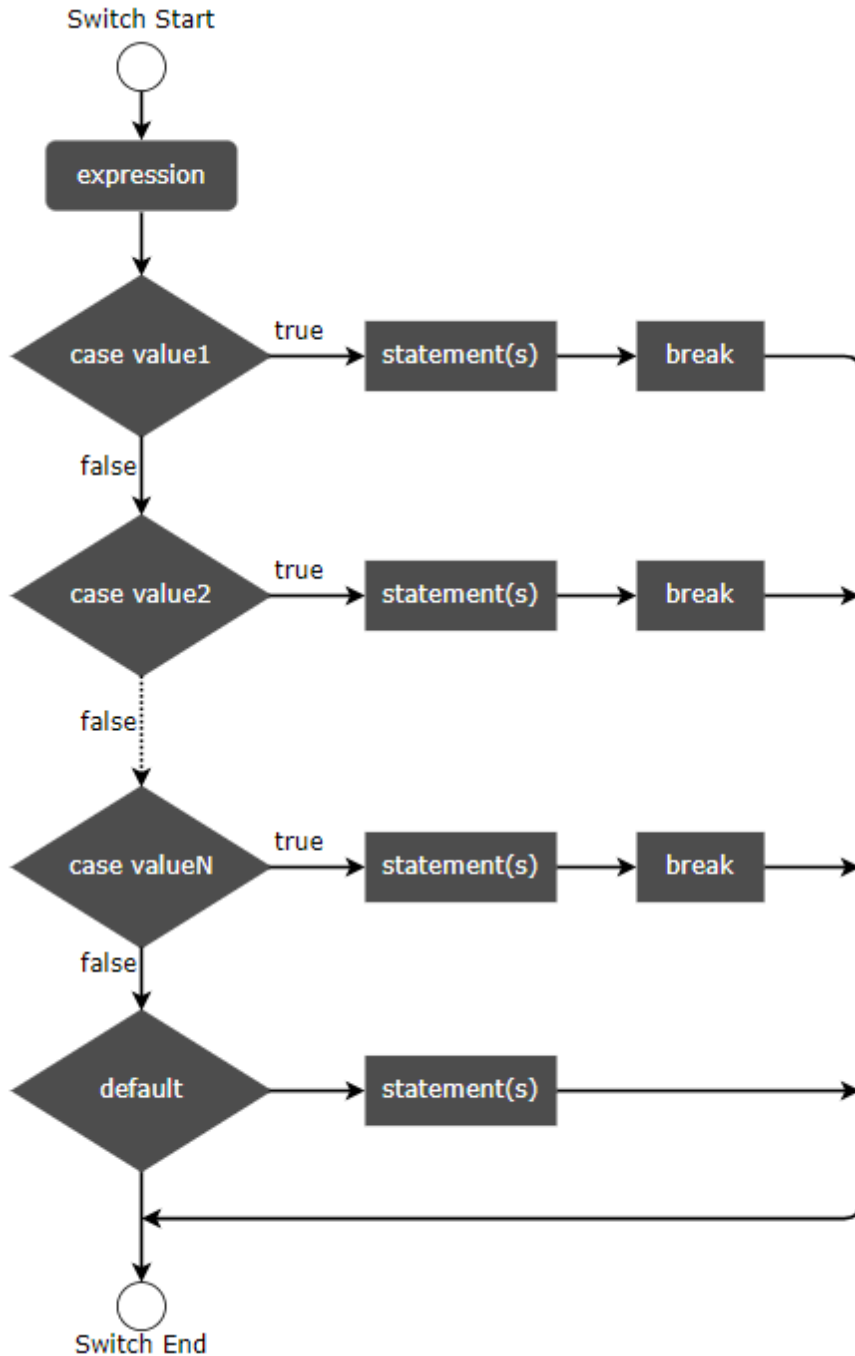 Switch Start
expression
case value1
true
statement(s)
break
false
case value2
true
statement(s)
break
false
case valueN
true
statement(s)
break
false
default
statement(s)
Switch End